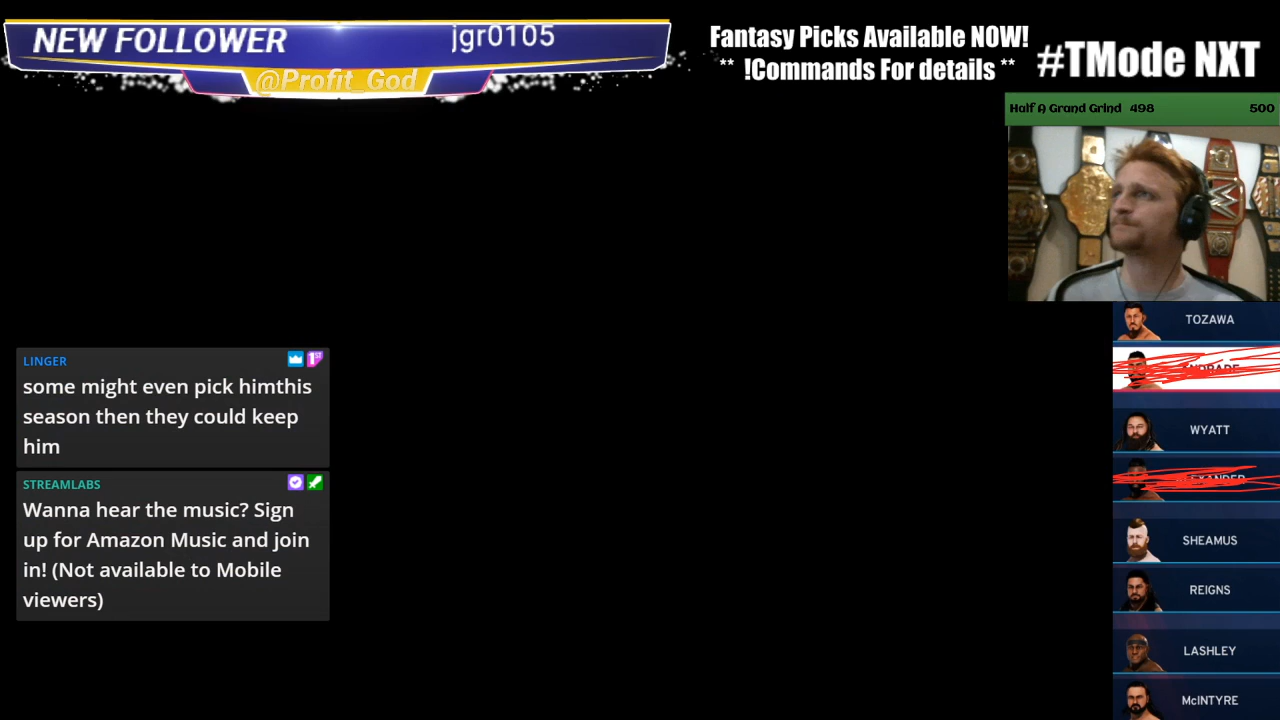 NEW FOLLOWER
jgr0105
@Profit_God
Fantasy Picks Available NOW!
** !Commands For details **
#TMode NXT
Half A Grand Grind 498 500
LINGER
some might even pick himthis
season then they could keep
him
STREAMLABS
Wanna hear the music? Sign
up for Amazon Music and join
in! (Not available to Mobile
viewers)
TOZAWA
WYATT
SHEAMUS
REIGNS
LASHLEY
McINTYRE